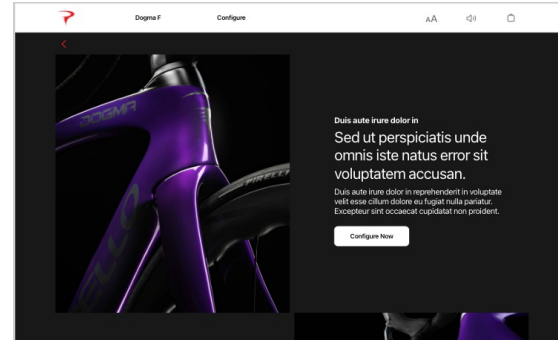 Dogma F
Configure
AA
DOGMA
PIRELLI
Duis aute irure dolor in
Sed ut perspiciatis unde
omnis iste natus error sit
voluptatem accusan.
Duis aute irure dolor in reprehenderit in voluptate
velit esse cillum dolore eu fugiat nulla pariatur.
Excepteur sint occaecat cupidatat non proident.
Configure Now